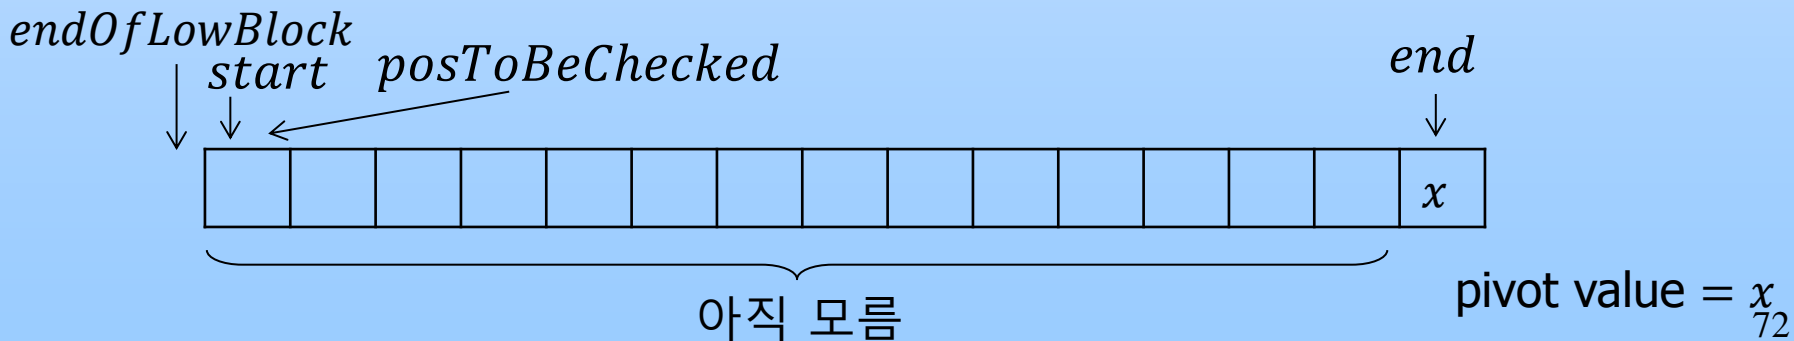 endOfLowBlock
start posToBeChecked end
x
아직 모름
pivot value = x
72